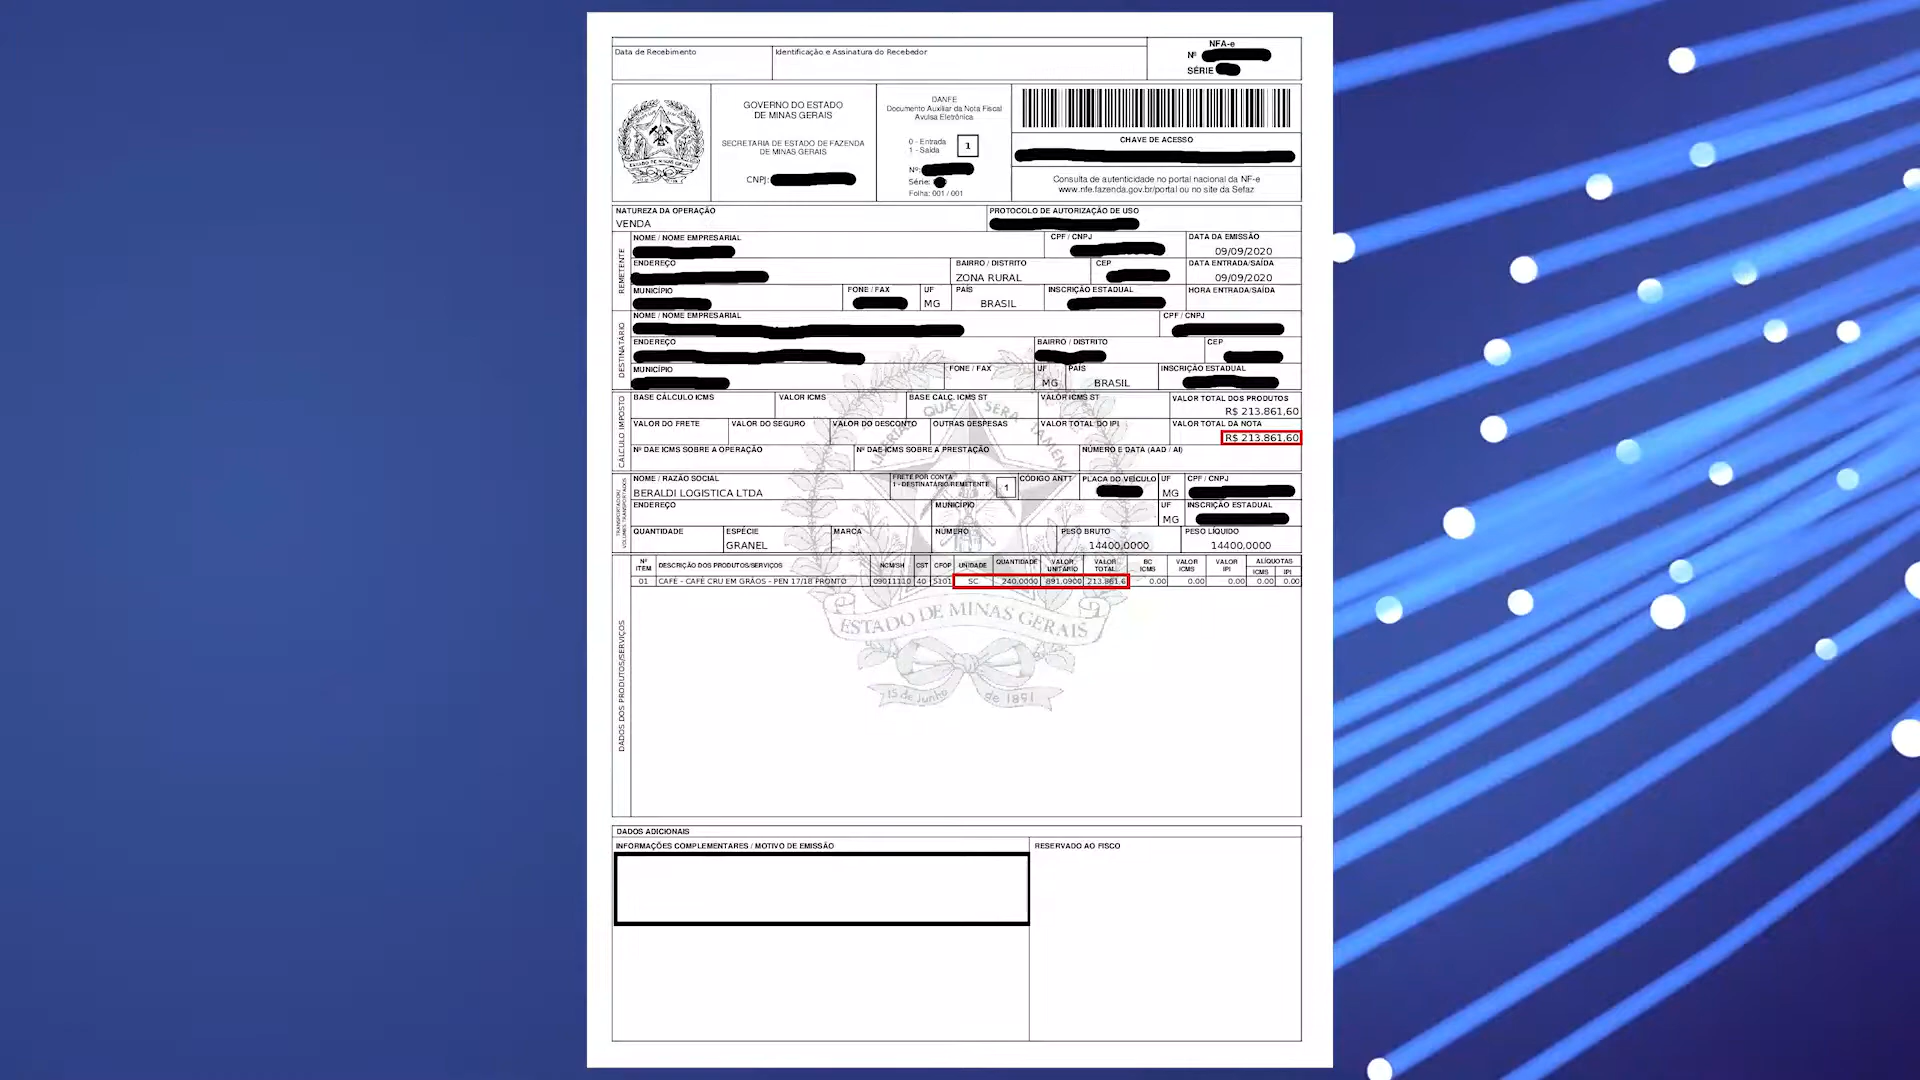 Data de Recebimento
Identificação e Assinatura do Recebedor
NFA-e
Nº
SÉRIE
GOVERNO DO ESTADO
DE MINAS GERAIS
SECRETARIA DE ESTADO DE FAZENDA
DE MINAS GERAIS
CNPJ:
DANFE
Documento Auxiliar da Nota Fiscal
Avulsa Eletrônica
0 - Entrada
1 - Saída
1
Nº:
Série:
Folha: 001 / 001
CHAVE DE ACESSO
Consulta de autenticidade no portal nacional da NF-e
www.nfe.fazenda.gov.br/portal ou no site da Sefaz
NATUREZA DA OPERAÇÃO
VENDA
PROTOCOLO DE AUTORIZAÇÃO DE USO
REMETENTE
NOME / NOME EMPRESARIAL
CPF / CNPJ
DATA DA EMISSÃO
09/09/2020
ENDEREÇO
BAIRRO / DISTRITO
ZONA RURAL
CEP
DATA ENTRADA/SAÍDA
09/09/2020
MUNICÍPIO
FONE / FAX
UF
MG
PAÍS
BRASIL
INSCRIÇÃO ESTADUAL
HORA ENTRADA/SAÍDA
DESTINATÁRIO
NOME / NOME EMPRESARIAL
CPF / CNPJ
ENDEREÇO
BAIRRO / DISTRITO
CEP
MUNICÍPIO
FONE / FAX
UF
MG
PAÍS
BRASIL
INSCRIÇÃO ESTADUAL
CÁLCULO IMPOSTO
BASE CÁLCULO ICMS
VALOR ICMS
BASE CALC. ICMS ST
VALOR ICMS ST
VALOR TOTAL DOS PRODUTOS
R$ 213.861,60
VALOR DO FRETE
VALOR DO SEGURO
VALOR DO DESCONTO
OUTRAS DESPESAS
VALOR TOTAL DO IPI
VALOR TOTAL DA NOTA
R$ 213.861,60
Nº DAE ICMS SOBRE A OPERAÇÃO
Nº DAE ICMS SOBRE A PRESTAÇÃO
NÚMERO E DATA (AAD / AI)
TRANSPORTADOR/
VOLUMES TRANSPORTADOS
NOME / RAZÃO SOCIAL
BERALDI LOGISTICA LTDA
FRETE POR CONTA
1 - DESTINATÁRIO/REMETENTE
1
CÓDIGO ANTT
PLACA DO VEÍCULO
UF
MG
CPF / CNPJ
ENDEREÇO
MUNICÍPIO
UF
MG
INSCRIÇÃO ESTADUAL
QUANTIDADE
ESPÉCIE
GRANEL
MARCA
NÚMERO
PESO BRUTO
14400,0000
PESO LÍQUIDO
14400,0000
DADOS DOS PRODUTOS/SERVIÇOS
Nº ITEM
DESCRIÇÃO DOS PRODUTOS/SERVIÇOS
NCM/SH
CST
CFOP
UNIDADE
QUANTIDADE
VALOR UNITÁRIO
VALOR TOTAL
BC ICMS
VALOR ICMS
VALOR IPI
ALÍQUOTAS
ICMS
IPI
01 CAFÉ - CAFÉ CRU EM GRÃOS - PEN 17/18 PRONTO 09011110 40 5101 SC 240,0000 891,0900 213.861,6 0.00 0.00 0.00 0.00 0.00
LIBERTAS QUÆ SERA TAMEN
ESTADO DE MINAS GERAIS
15 de Junho de 1891
DADOS ADICIONAIS
INFORMAÇÕES COMPLEMENTARES / MOTIVO DE EMISSÃO
RESERVADO AO FISCO